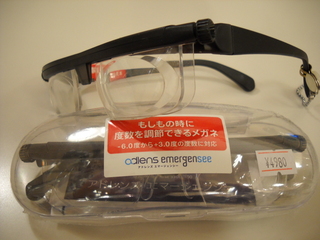 もしもの時に
度数を調節できるメガネ
-6.0度から+3.0度の度数に対応
adlens emergensee
アドレンズ エマージェンシー
¥4980